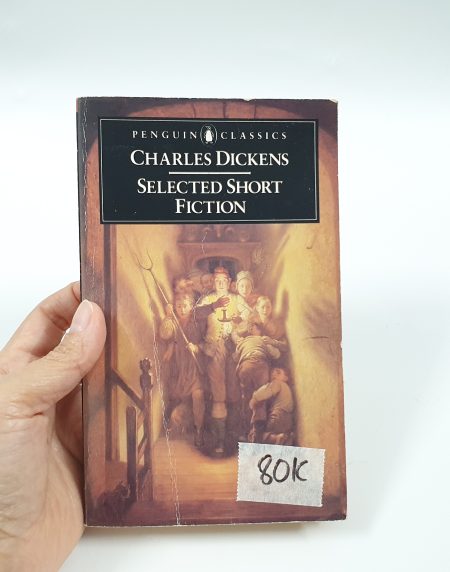 PENGUIN CLASSICS
CHARLES DICKENS
SELECTED SHORT
FICTION
80K